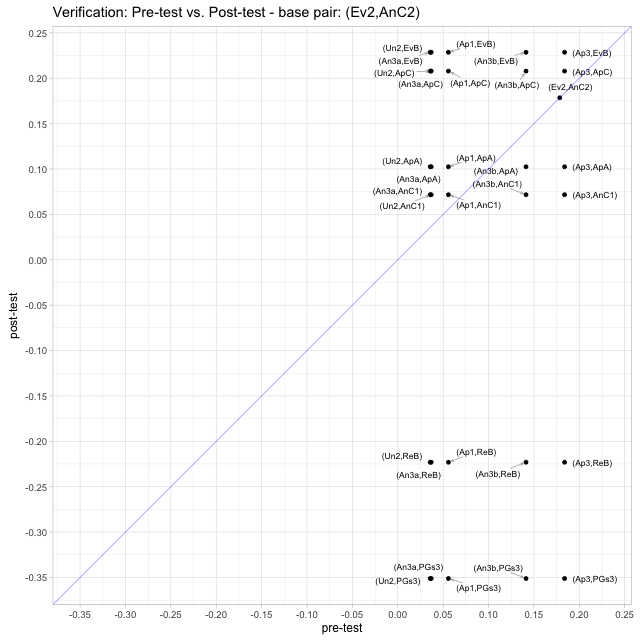 Verification: Pre-test vs. Post-test - base pair: (Ev2,AnC2)
0.25
(Un2,EvB)
(Ap1,EvB)
(An3a,EvB)
(An3b,EvB)
(Ap3,EvB)
(Un2,ApC)
(Ap3,ApC)
0.20
(An3a,ApC)
(Ap1,ApC)
(An3b,ApC)
(Ev2,AnC2)
0.15
(Un2,ApA)
(Ap1,ApA)
0.10
(An3b,ApA)
(Ap3,ApA)
(An3a,ApA)
(An3b,AnC1)
(An3a,AnC1)
(Ap3,AnC1)
(Un2,AnC1)
(Ap1,AnC1)
0.05
0.00
-0.05
-0.10
-0.15
-0.20
(Un2,ReB)
(Ap1,ReB)
(Ap3,ReB)
(An3a,ReB)
(An3b,ReB)
-0.25
-0.30
(An3a,PGs3)
(An3b,PGs3)
-0.35
(Un2,PGs3)
(Ap1,PGs3)
(Ap3,PGs3)
post-test
-0.35 -0.30 -0.25 -0.20 -0.15 -0.10 -0.05 0.00 0.05 0.10 0.15 0.20 0.25
pre-test